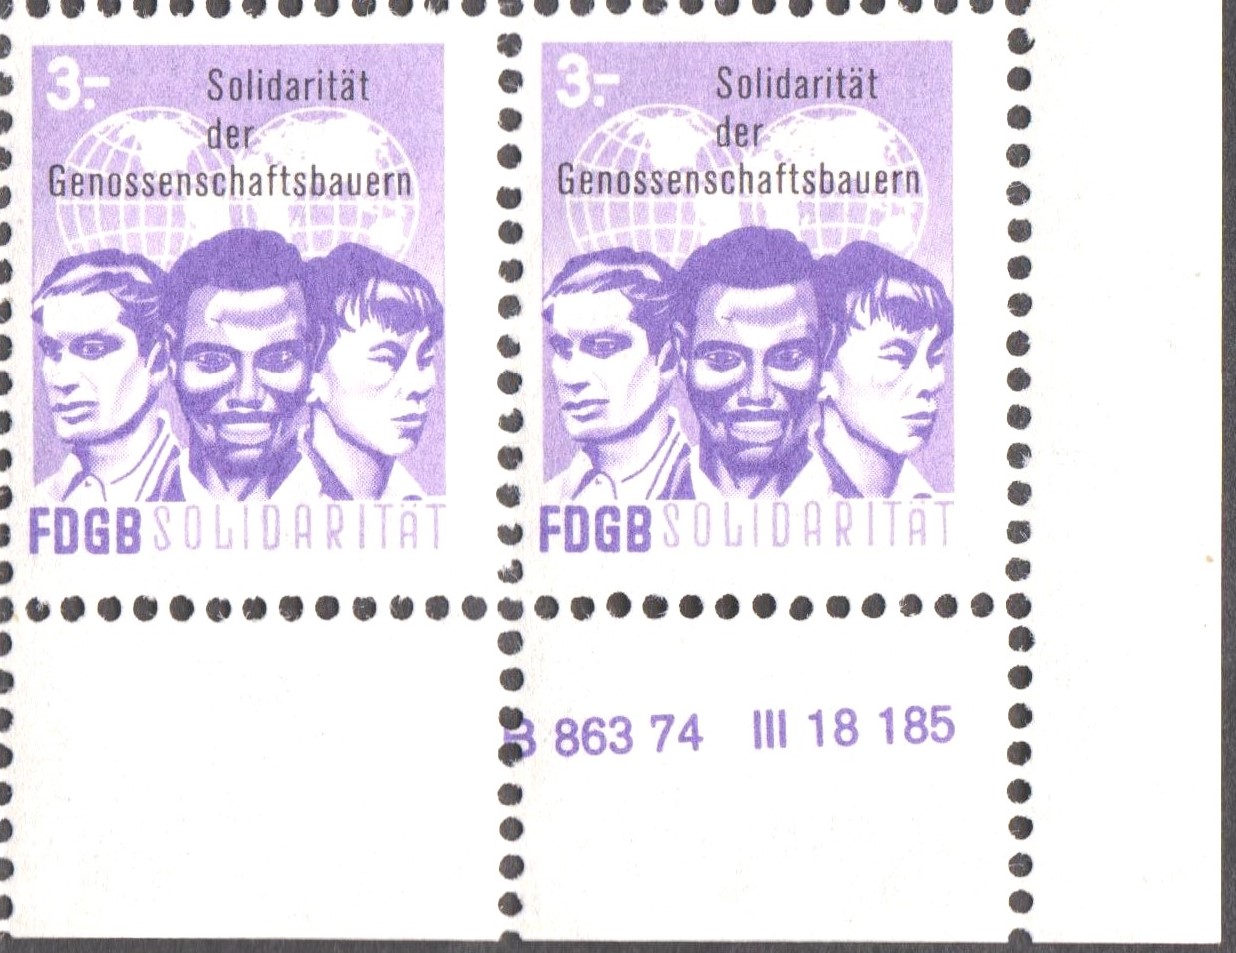 3.-
Solidarität
der
Genossenschaftsbauern
FDGB SOLIDARITÄT
3.-
Solidarität
der
Genossenschaftsbauern
FDGB SOLIDARITÄT
B 863 74 III 18 185